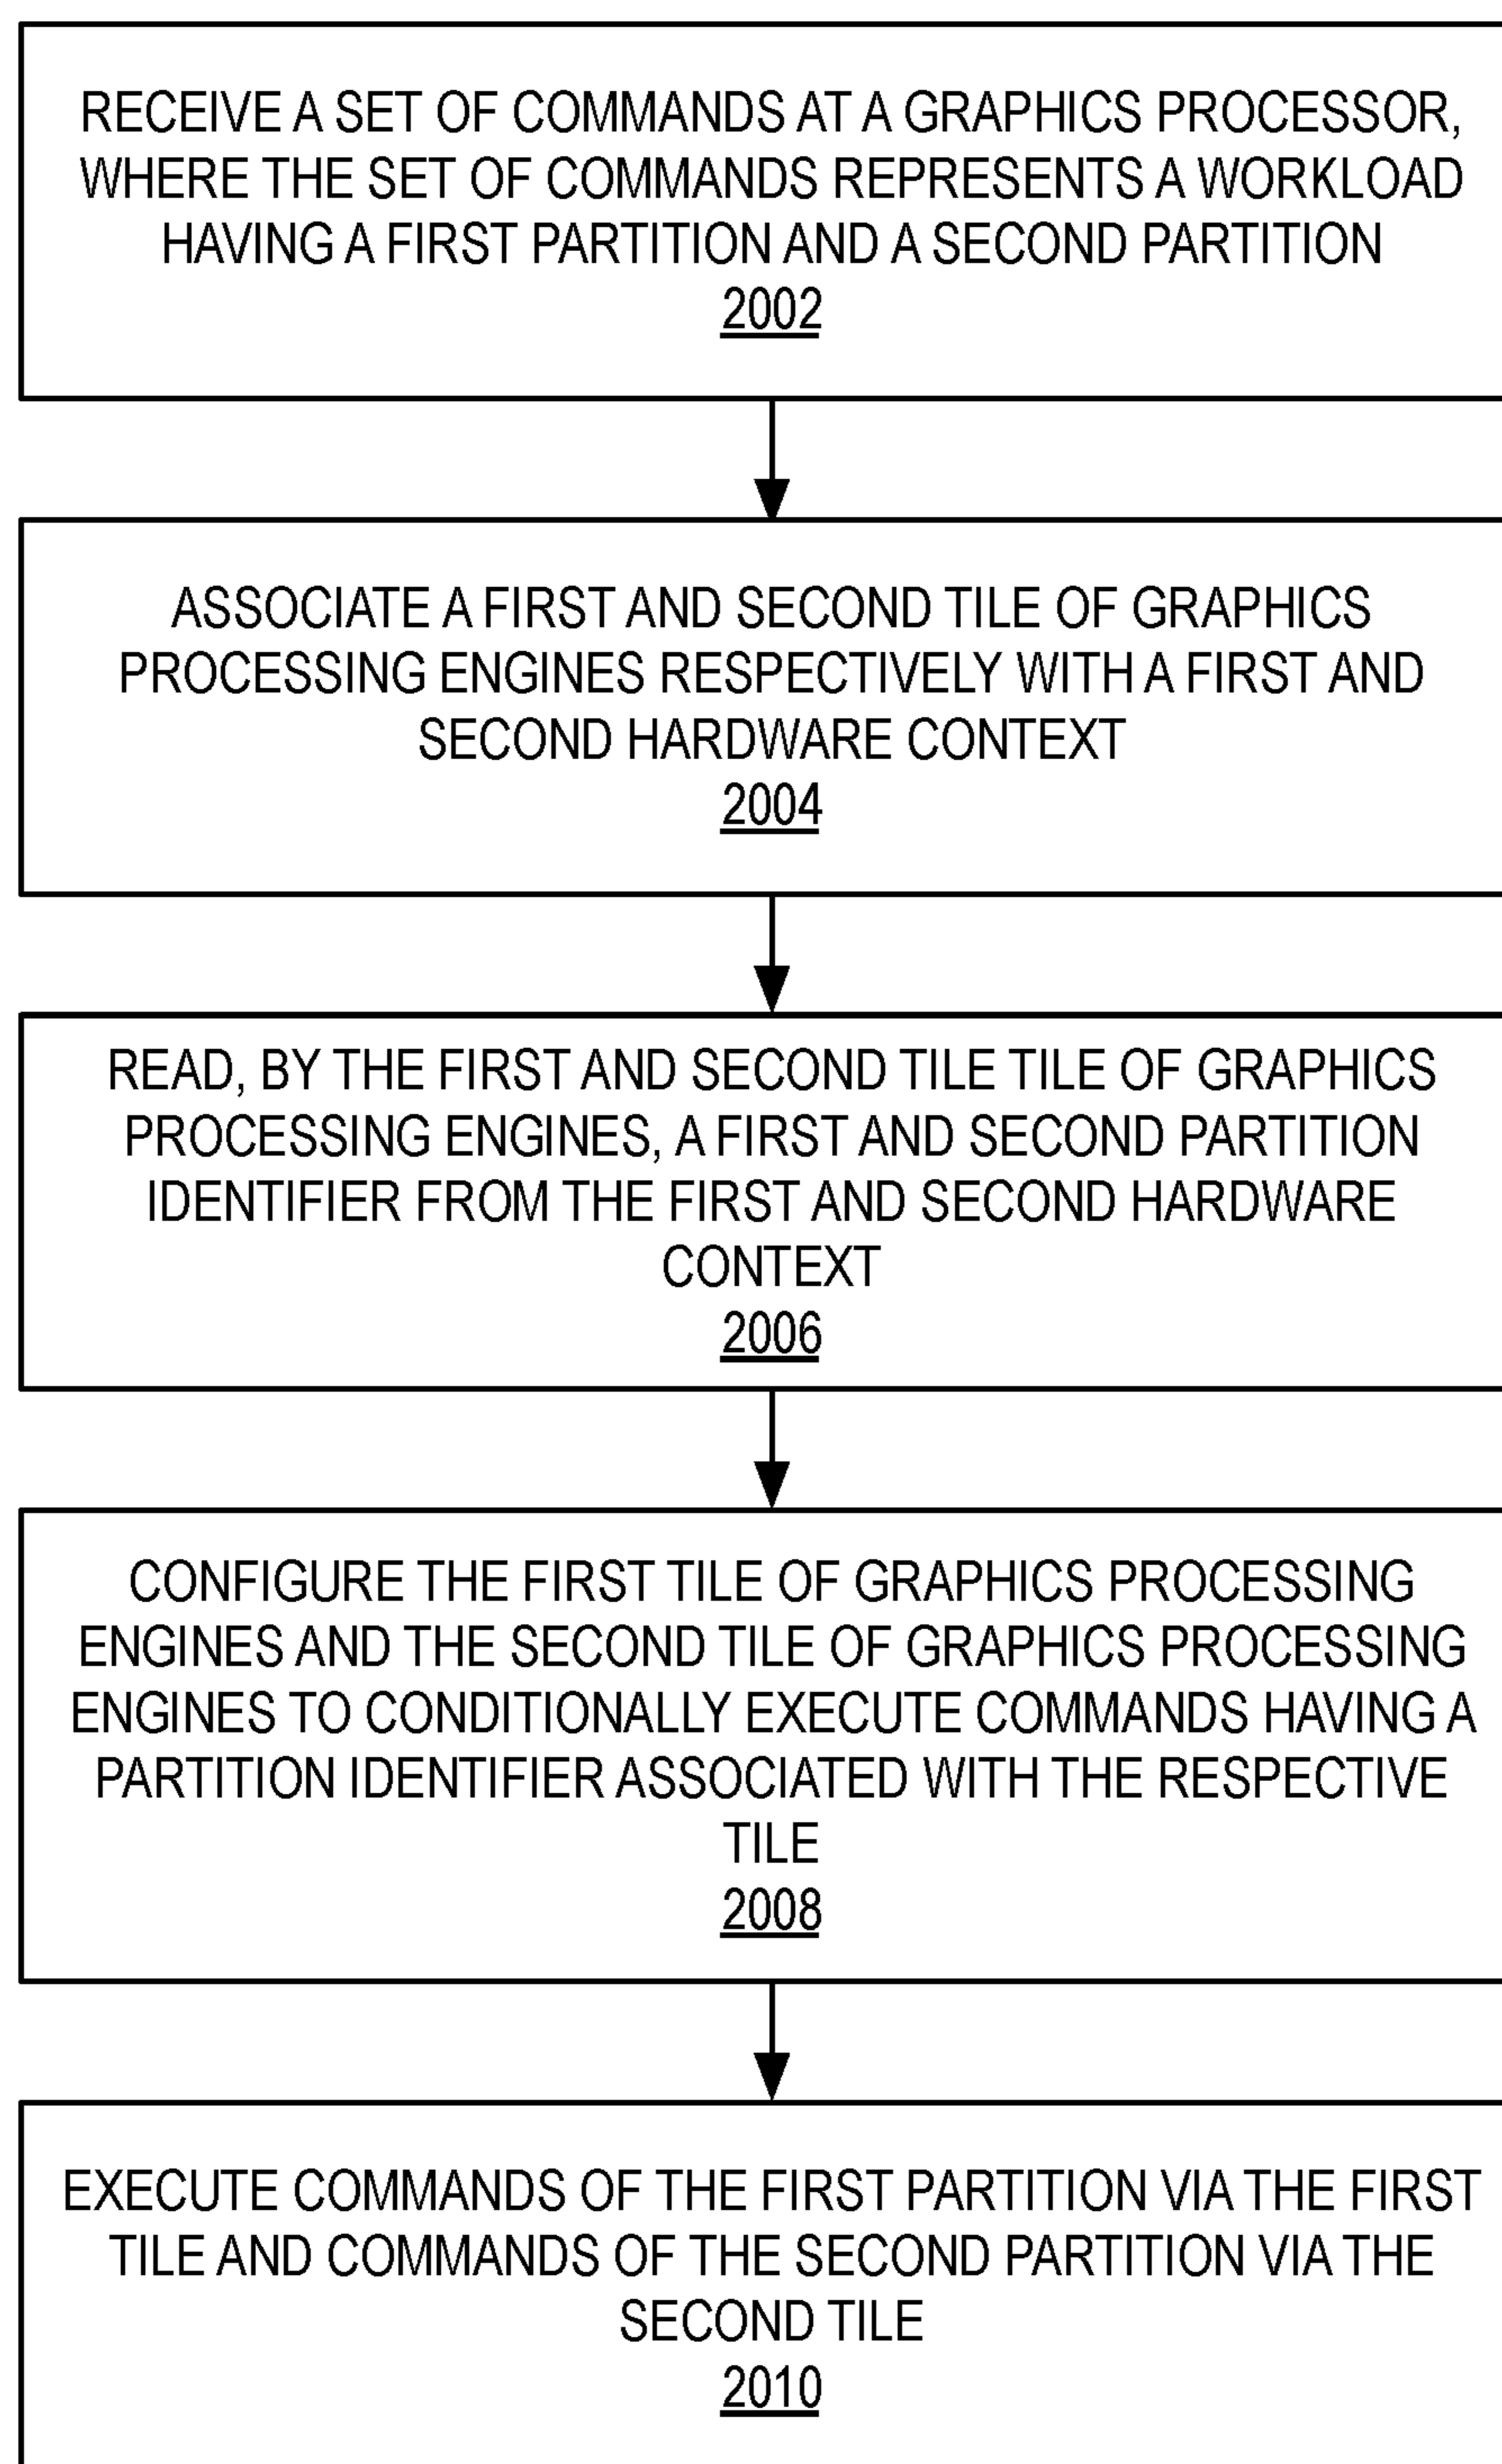 RECEIVE A SET OF COMMANDS AT A GRAPHICS PROCESSOR,
WHERE THE SET OF COMMANDS REPRESENTS A WORKLOAD
HAVING A FIRST PARTITION AND A SECOND PARTITION
2002
ASSOCIATE A FIRST AND SECOND TILE OF GRAPHICS
PROCESSING ENGINES RESPECTIVELY WITH A FIRST AND
SECOND HARDWARE CONTEXT
2004
READ, BY THE FIRST AND SECOND TILE TILE OF GRAPHICS
PROCESSING ENGINES, A FIRST AND SECOND PARTITION
IDENTIFIER FROM THE FIRST AND SECOND HARDWARE
CONTEXT
2006
CONFIGURE THE FIRST TILE OF GRAPHICS PROCESSING
ENGINES AND THE SECOND TILE OF GRAPHICS PROCESSING
ENGINES TO CONDITIONALLY EXECUTE COMMANDS HAVING A
PARTITION IDENTIFIER ASSOCIATED WITH THE RESPECTIVE
TILE
2008
EXECUTE COMMANDS OF THE FIRST PARTITION VIA THE FIRST
TILE AND COMMANDS OF THE SECOND PARTITION VIA THE
SECOND TILE
2010